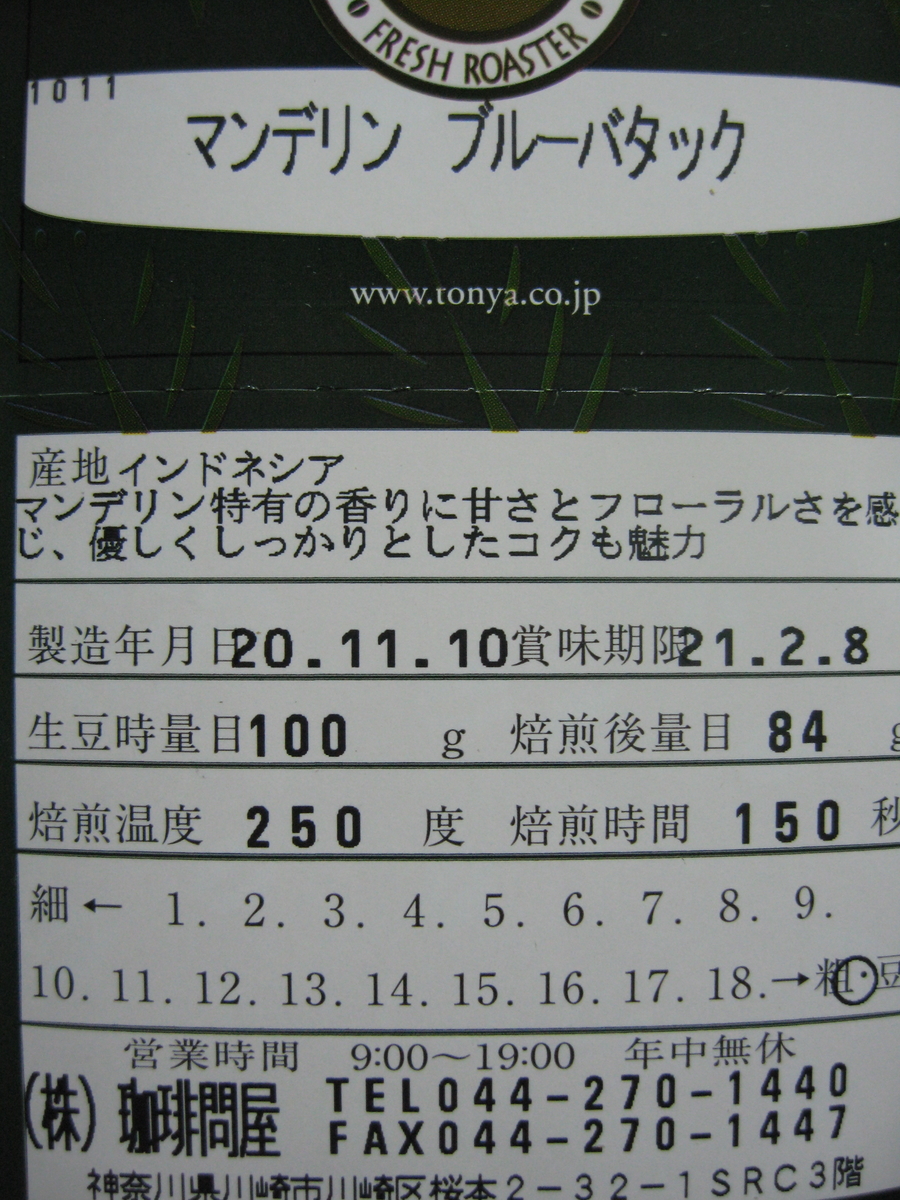 FRESH ROASTER
1011
マンデリン ブルーバタック
www.tonya.co.jp
産地インドネシア
マンデリン特有の香りに甘さとフローラルさを感
じ、優しくしっかりとしたコクも魅力
製造年月日20.11.10賞味期限21.2.8
生豆時量目100 g 焙煎後量目 84 g
焙煎温度 250 度 焙煎時間 150 秒
細← 1. 2. 3. 4. 5. 6. 7. 8. 9.
10. 11. 12. 13. 14. 15. 16. 17. 18.→粗・豆
営業時間 9:00～19:00 年中無休
(株)珈琲問屋 TEL044-270-1440
FAX044-270-1447
神奈川県川崎市川崎区桜本2-32-1SRC3階